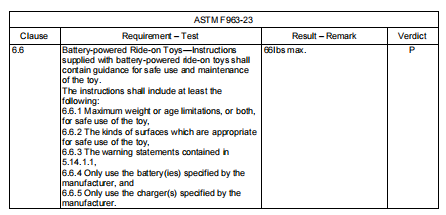 ASTM F963-23
Clause Requirement – Test Result – Remark Verdict
6.6 Battery-powered Ride-on Toys—Instructions 66lbs max. P
supplied with battery-powered ride-on toys shall
contain guidance for safe use and maintenance
of the toy.
The instructions shall include at least the
following:
6.6.1 Maximum weight or age limitations, or both,
for safe use of the toy,
6.6.2 The kinds of surfaces which are appropriate
for safe use of the toy,
6.6.3 The warning statements contained in
5.14.1.1,
6.6.4 Only use the battery(ies) specified by the
manufacturer, and
6.6.5 Only use the charger(s) specified by the
manufacturer.